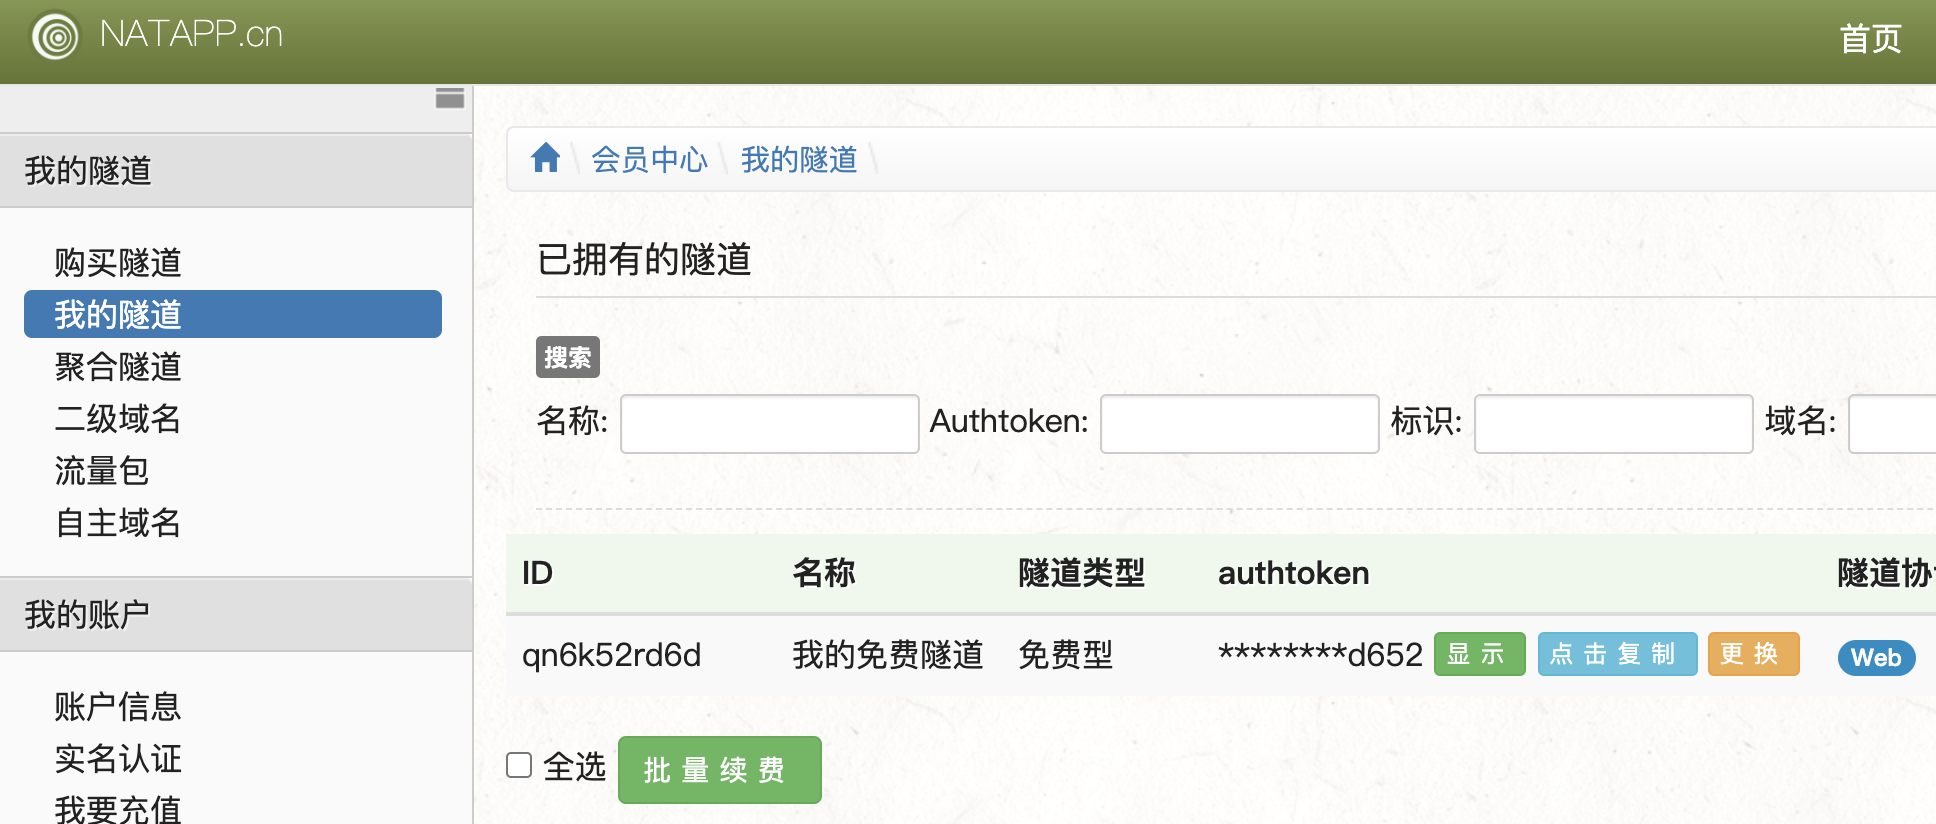 NATAPP.cn
首页
我的隧道
购买隧道
我的隧道
聚合隧道
二级域名
流量包
自主域名
我的账户
账户信息
实名认证
我要充值
会员中心 \ 我的隧道 \
已拥有的隧道
搜索
名称: Authtoken: 标识: 域名:
ID 名称 隧道类型 authtoken 隧道协
qn6k52rd6d 我的免费隧道 免费型 ********d652 显示 点击复制 更换 Web
全选 批量续费